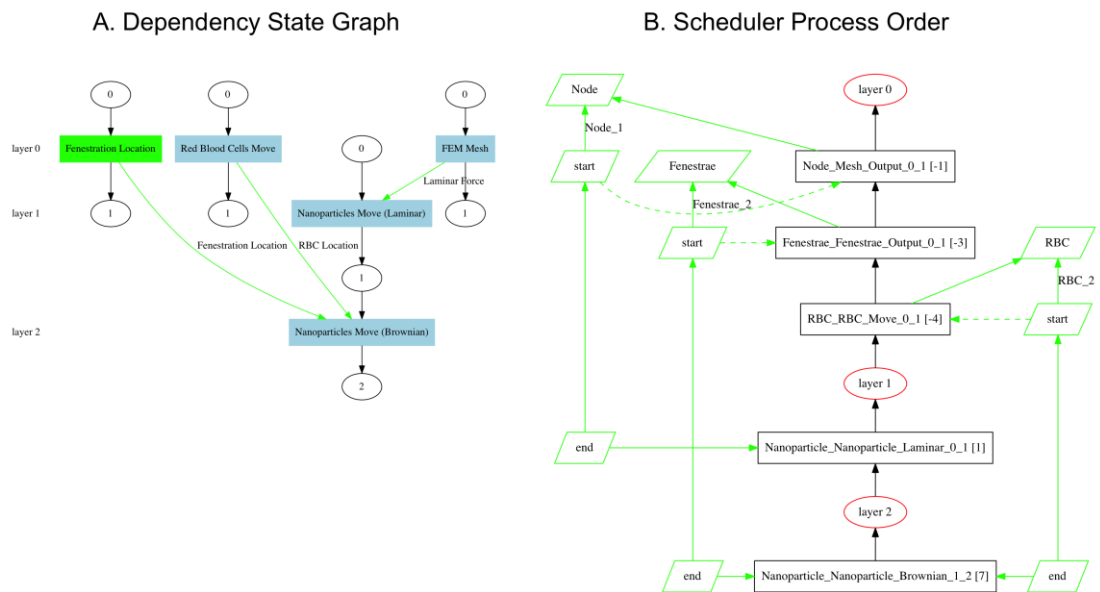 A. Dependency State Graph
0
0
0
layer 0
Fenestration Location
Red Blood Cells Move
0
FEM Mesh
Laminar Force
layer 1
1
1
Nanoparticles Move (Laminar)
1
Fenestration Location
RBC Location
1
layer 2
Nanoparticles Move (Brownian)
2
B. Scheduler Process Order
Node
layer 0
Node_1
start
Fenestrae
Node_Mesh_Output_0_1 [-1]
Fenestrae_2
start
Fenestrae_Fenestrae_Output_0_1 [-3]
RBC
RBC_2
RBC_RBC_Move_0_1 [-4]
start
layer 1
end
Nanoparticle_Nanoparticle_Laminar_0_1 [1]
layer 2
end
Nanoparticle_Nanoparticle_Brownian_1_2 [7]
end